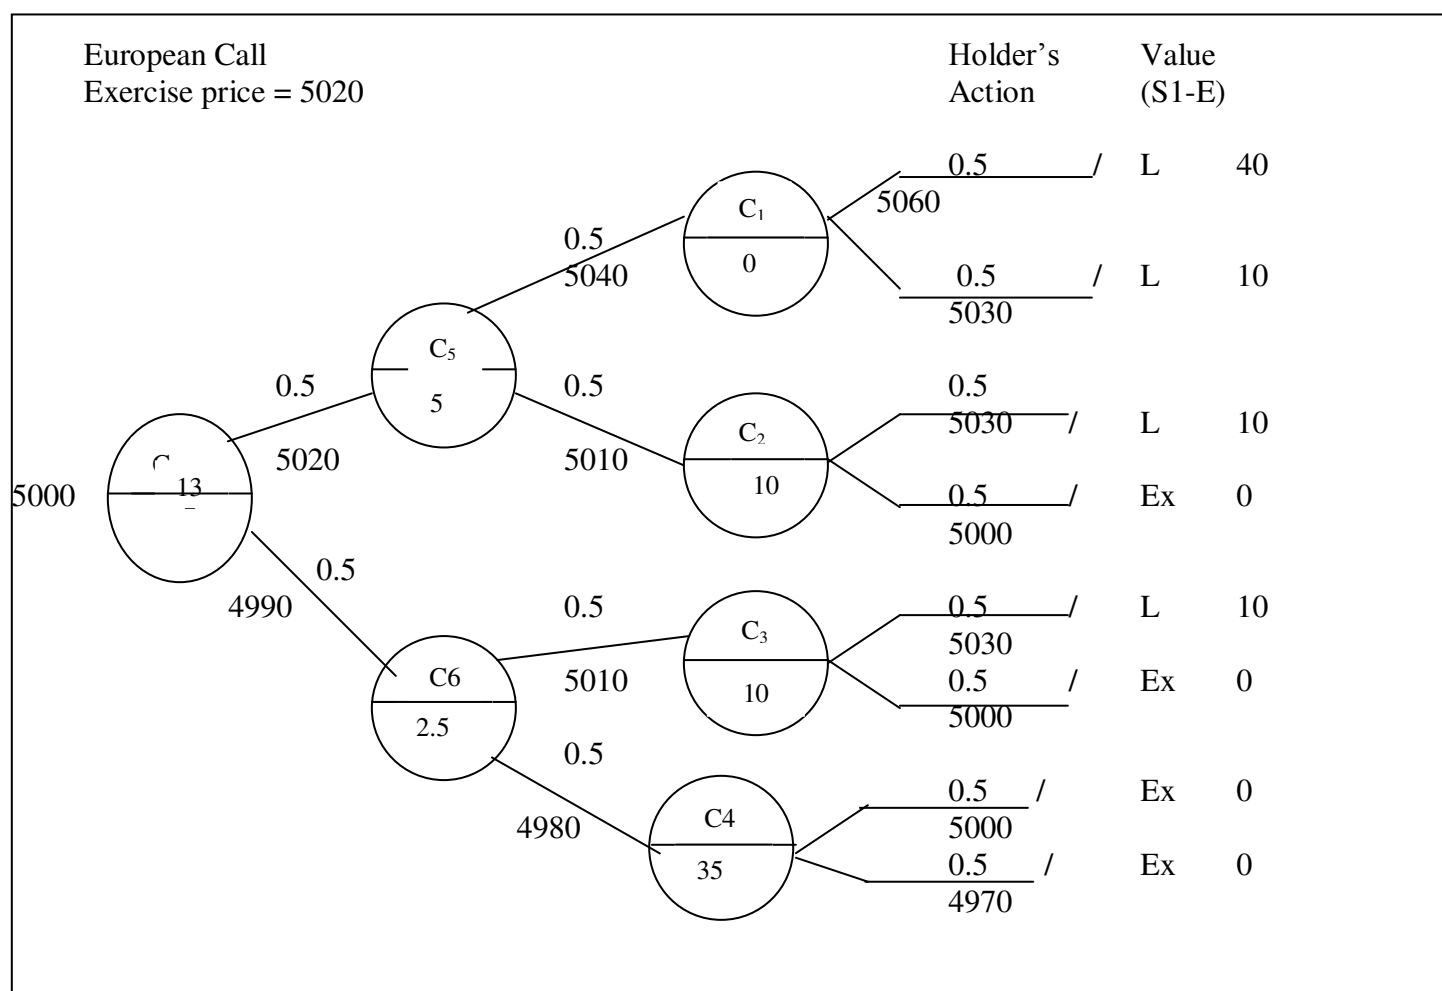 European Call Holder's Value
Exercise price = 5020 Action (S1-E)
0.5 / L 40
5060
C₁
0.5
5040
0
0.5 / L 10
5030
C₅
0.5
5
0.5
0.5
5030 / L 10
C₂
5020
5010
10
5000
C
13
0.5 / Ex 0
5000
0.5
4990
0.5
0.5 / L 10
5030
C₃
C6
5010
10
0.5 / Ex 0
5000
2.5
0.5
0.5 / Ex 0
5000
4980
C4
35
0.5 / Ex 0
4970